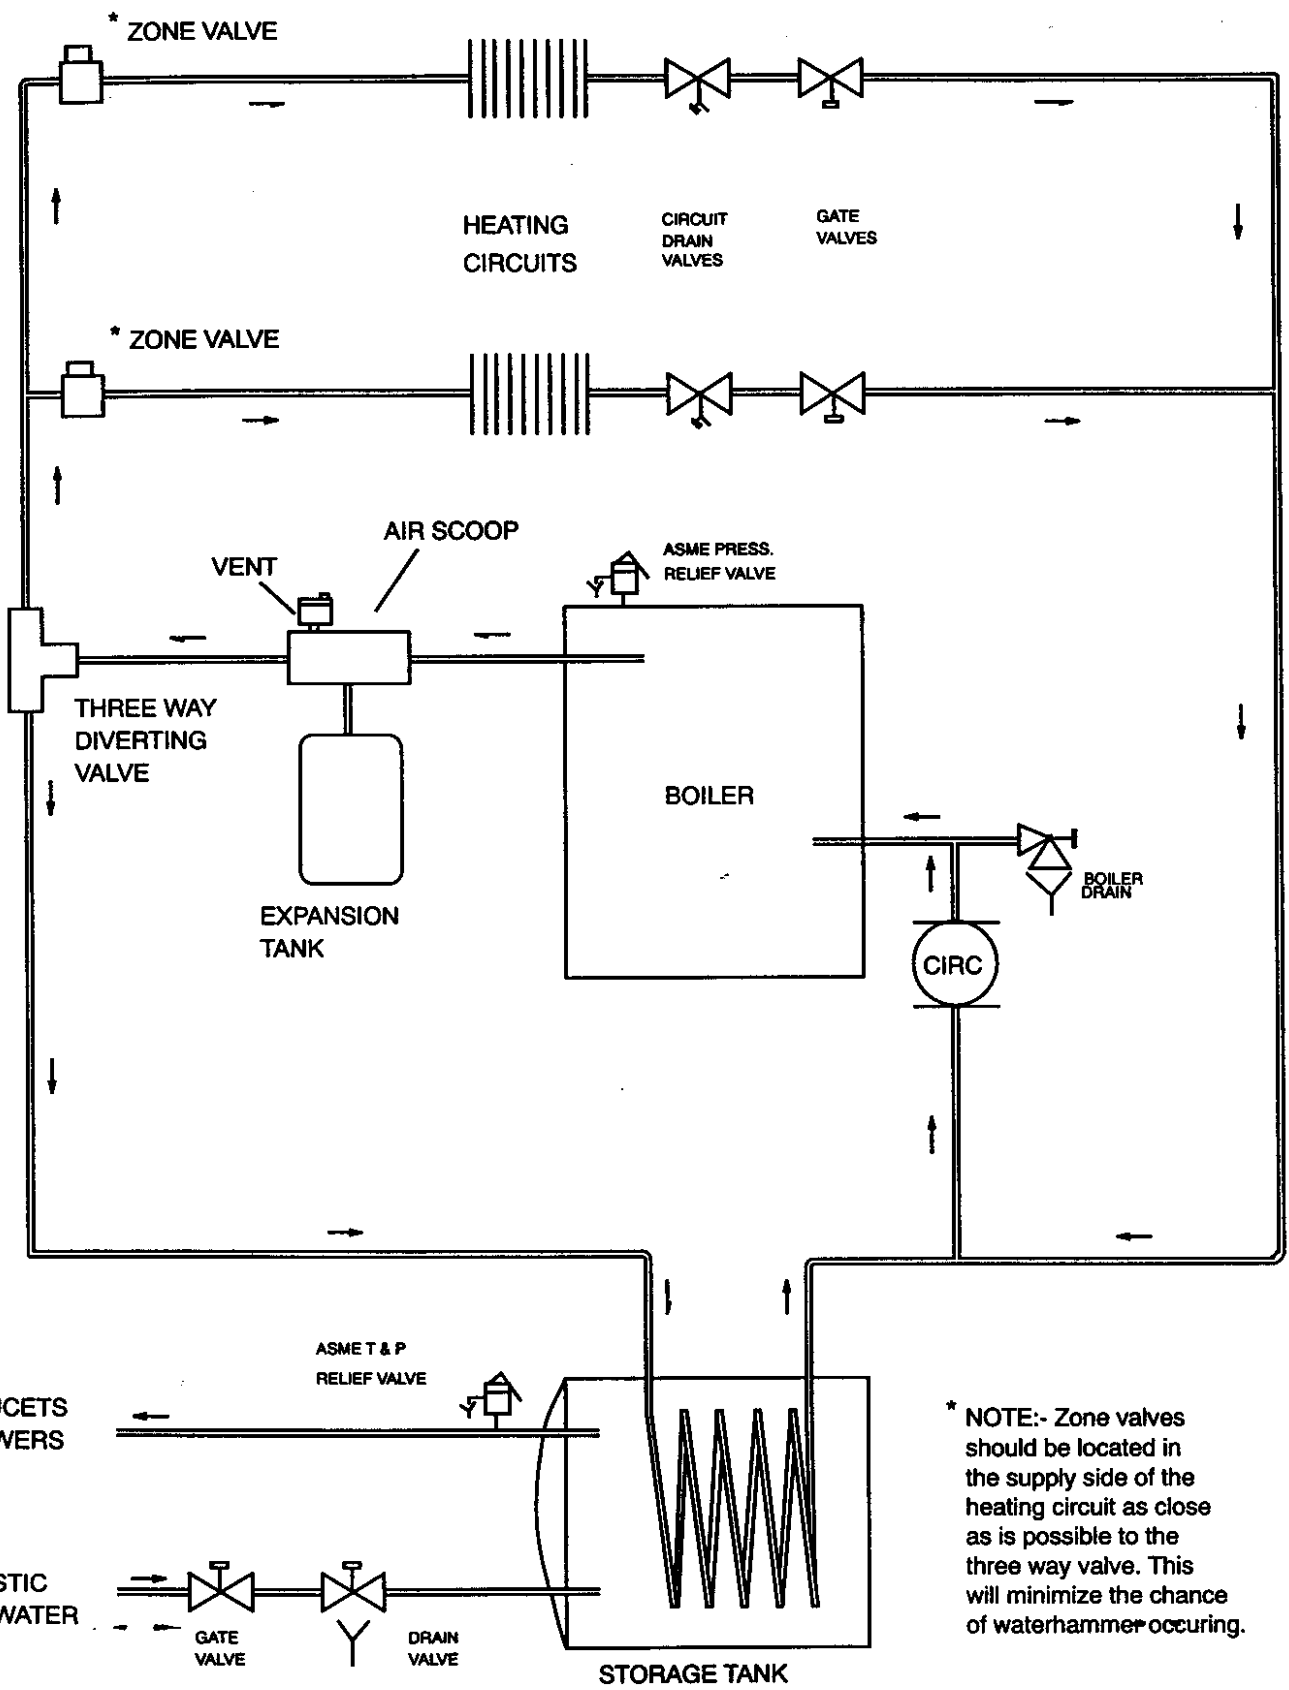 * ZONE VALVE
HEATING
CIRCUITS
CIRCUIT
DRAIN
VALVES
GATE
VALVES
* ZONE VALVE
AIR SCOOP
VENT
ASME PRESS.
RELIEF VALVE
THREE WAY
DIVERTING
VALVE
BOILER
BOILER
DRAIN
EXPANSION
TANK
CIRC
ASME T & P
RELIEF VALVE
CETS
WERS
STIC
WATER
GATE
VALVE
DRAIN
VALVE
STORAGE TANK
* NOTE:- Zone valves
should be located in
the supply side of the
heating circuit as close
as is possible to the
three way valve. This
will minimize the chance
of waterhammer occuring.